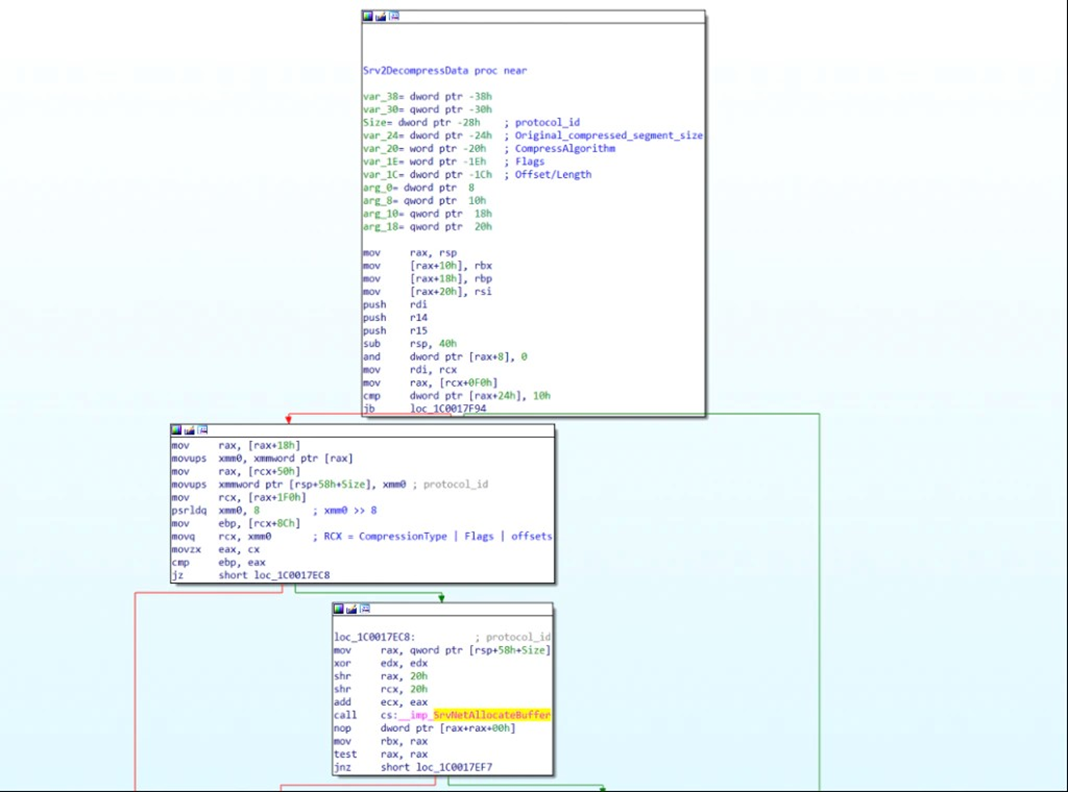 Srv2DecompressData proc near
var_38= dword ptr -38h
var_30= qword ptr -30h
Size= dword ptr -28h ; protocol_id
var_24= dword ptr -24h ; Original_compressed_segment_size
var_20= word ptr -20h ; CompressAlgorithm
var_1E= word ptr -1Eh ; Flags
var_1C= dword ptr -1Ch ; Offset/Length
arg_0= dword ptr 8
arg_8= qword ptr 10h
arg_10= qword ptr 18h
arg_18= qword ptr 20h
mov rax, rsp
mov [rax+10h], rbx
mov [rax+18h], rbp
mov [rax+20h], rsi
push rdi
push r14
push r15
sub rsp, 40h
and dword ptr [rax+8], 0
mov rdi, rcx
mov rax, [rcx+0F0h]
cmp dword ptr [rax+24h], 10h
jb loc_1C0017F94
mov rax, [rax+18h]
movups xmm0, xmmword ptr [rax]
mov rax, [rcx+50h]
movups xmmword ptr [rsp+58h+Size], xmm0 ; protocol_id
mov rcx, [rax+1F0h]
psrldq xmm0, 8 ; xmm0 >> 8
mov ebp, [rcx+8Ch]
movq rcx, xmm0 ; RCX = CompressionType | Flags | offsets
movzx eax, cx
cmp ebp, eax
jz short loc_1C0017EC8
loc_1C0017EC8: ; protocol_id
mov rax, qword ptr [rsp+58h+Size]
xor edx, edx
shr rax, 20h
shr rcx, 20h
add ecx, eax
call cs:__imp_SrvNetAllocateBuffer
nop dword ptr [rax+rax+00h]
mov rbx, rax
test rax, rax
jnz short loc_1C0017EF7